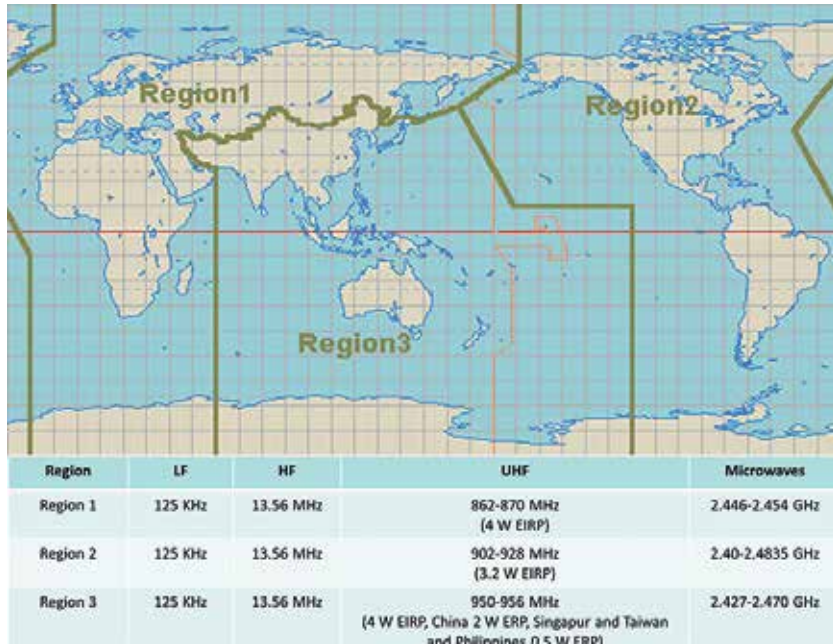 Region1
Region2
Region3
Region LF HF UHF Microwaves
Region 1 125 KHz 13.56 MHz 862-870 MHz 2.446-2.454 GHz
(4 W EIRP)
Region 2 125 KHz 13.56 MHz 902-928 MHz 2.40-2.4835 GHz
(3.2 W EIRP)
Region 3 125 KHz 13.56 MHz 950-956 MHz 2.427-2.470 GHz
(4 W EIRP, China 2 W ERP, Singapur and Taiwan
and Philippines 0.5 W ERP)